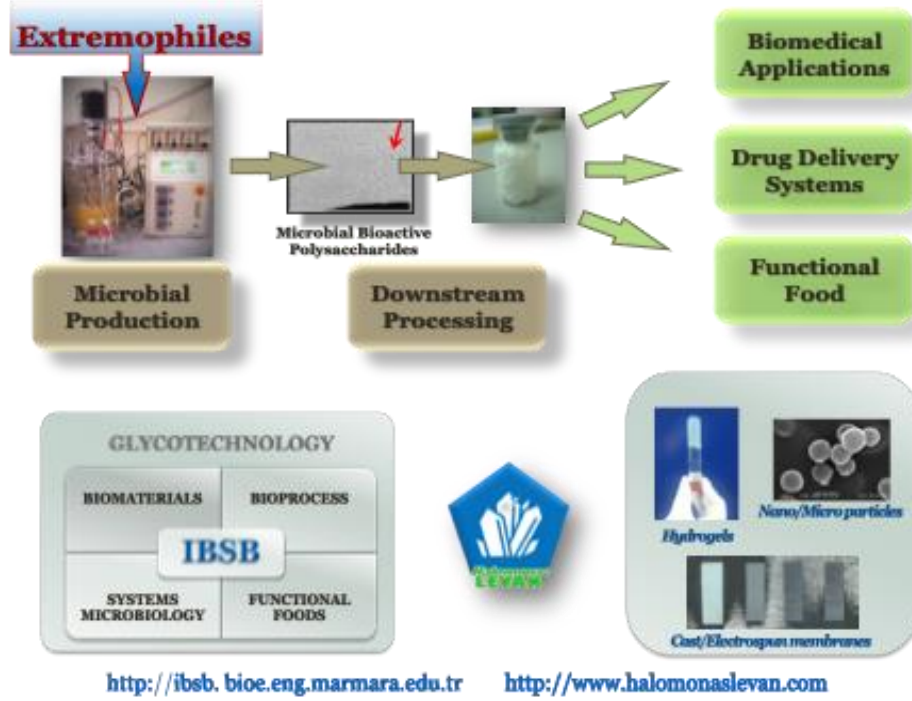 Extremophiles
Microbial Bioactive
Polysaccharides
Microbial
Production
Downstream
Processing
Biomedical
Applications
Drug Delivery
Systems
Functional
Food
GLYCOTECHNOLOGY
BIOMATERIALS
BIOPROCESS
IBSB
SYSTEMS
MICROBIOLOGY
FUNCTIONAL
FOODS
Halomonas
LEVAN
Hydrogels
Nano/Micro particles
Cast/Electrospun membranes
http://ibsb. bioe.eng.marmara.edu.tr
http://www.halomonaslevan.com